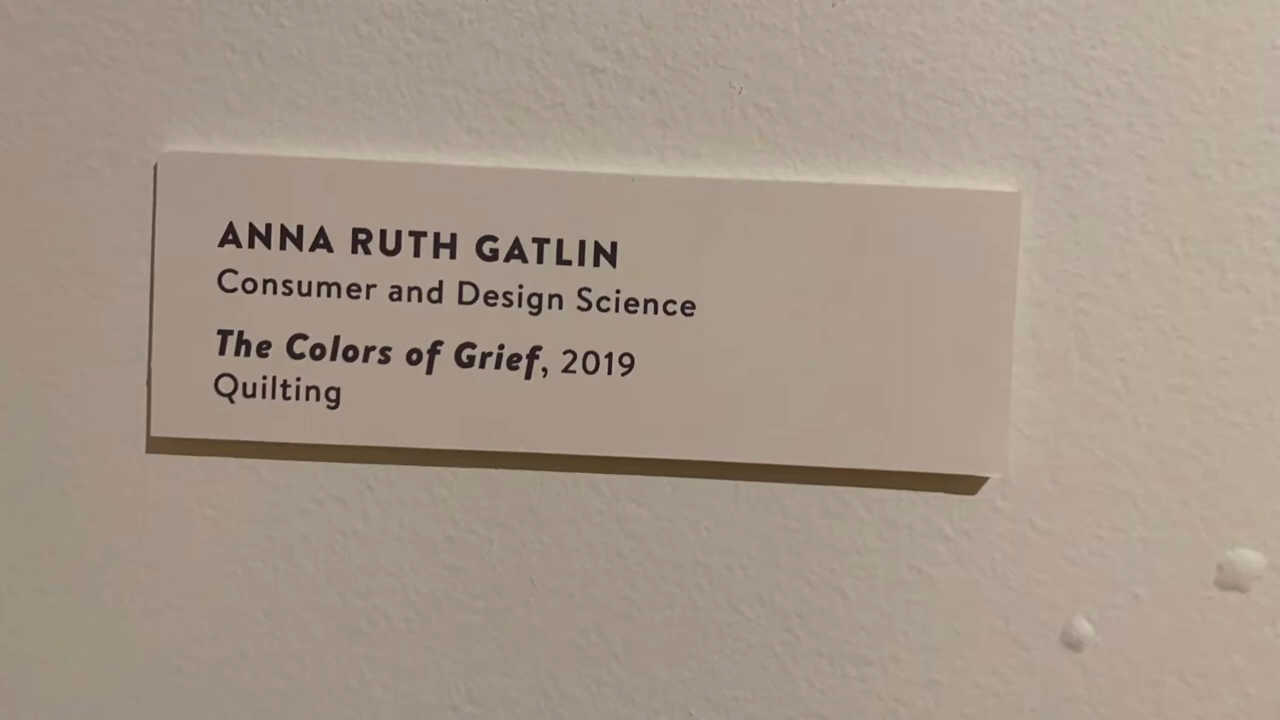 ANNA RUTH GATLIN
Consumer and Design Science
The Colors of Grief, 2019
Quilting